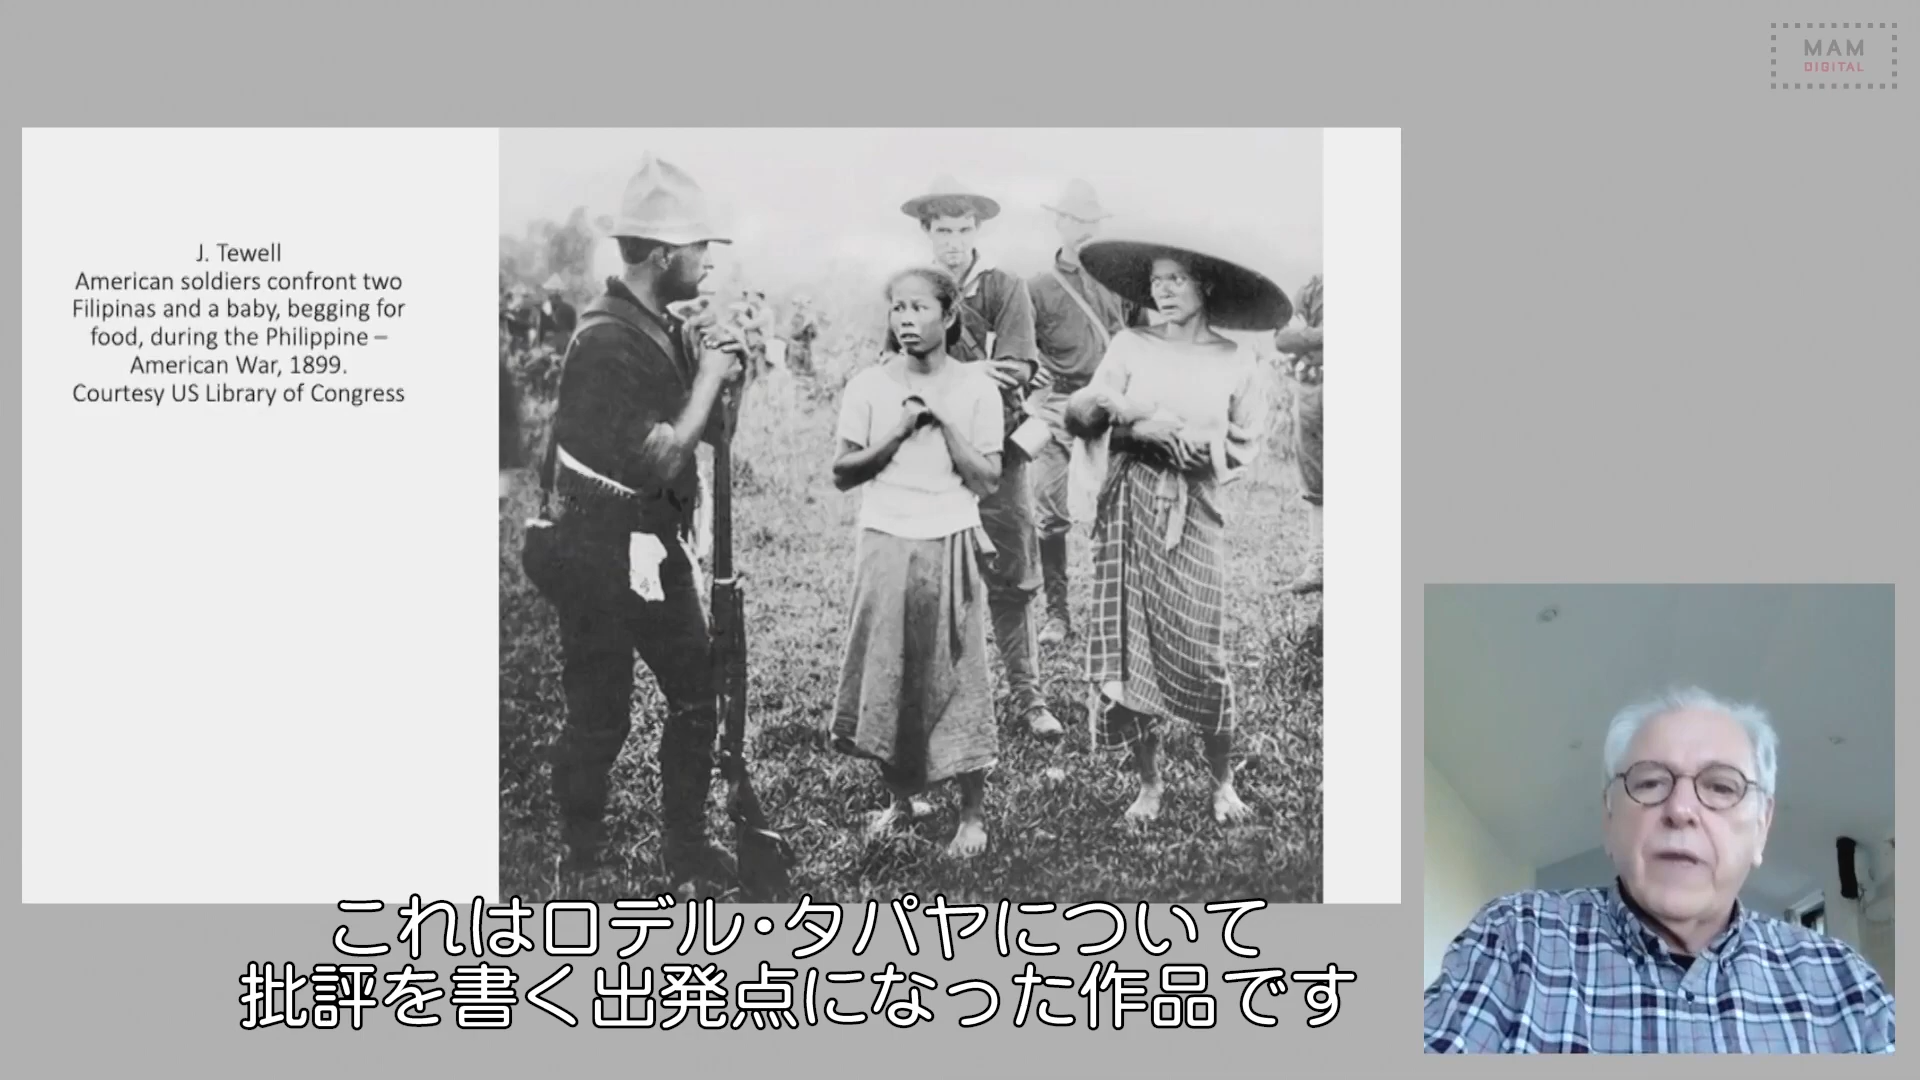 MAM
DIGITAL
J. Tewell
American soldiers confront two
Filipinas and a baby, begging for
food, during the Philippine –
American War, 1899.
Courtesy US Library of Congress
これはロデル・タパヤについて
批評を書く出発点になった作品です